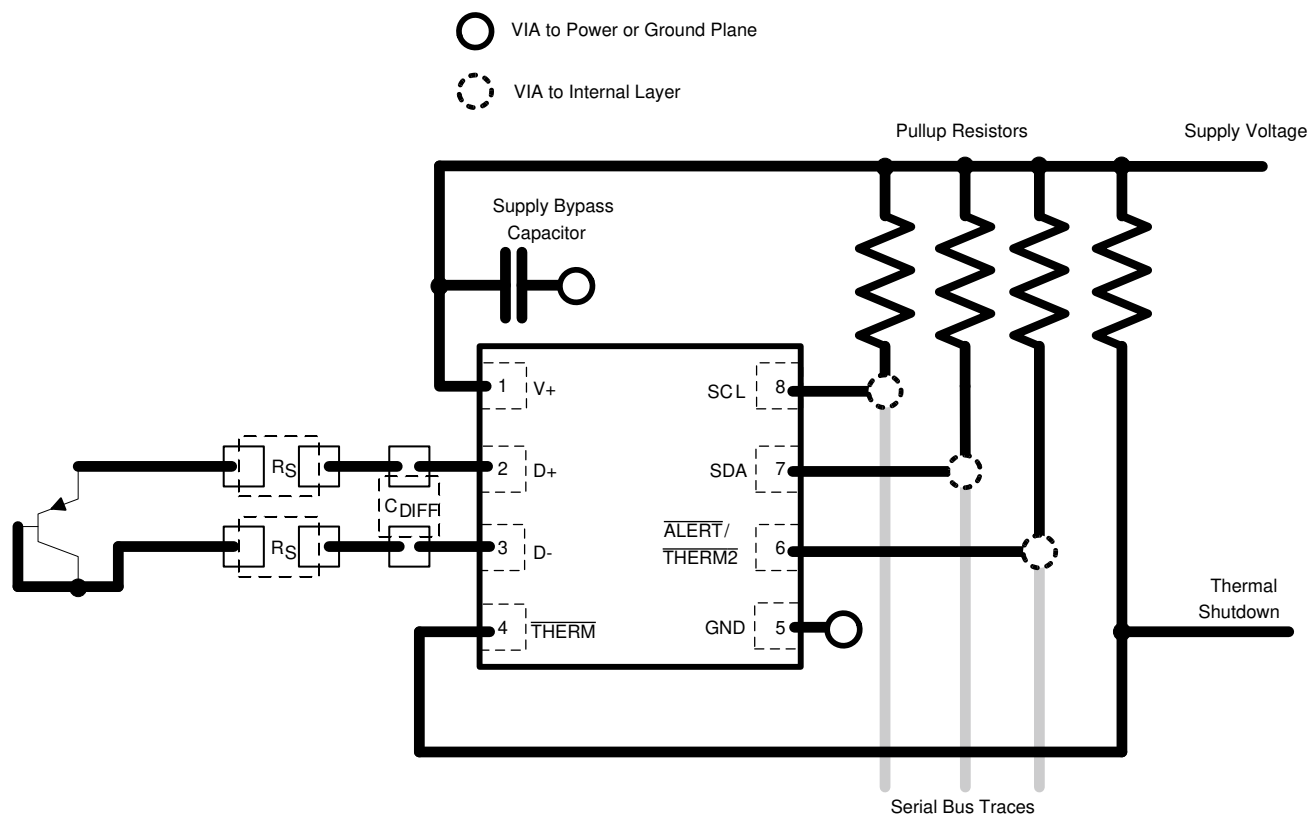 VIA to Power or Ground Plane
VIA to Internal Layer
Pullup Resistors
Supply Voltage
Supply Bypass
Capacitor
1 V+
SCL 8
RS
2 D+
SDA 7
CDIFF
RS
3 D-
ALERT/
THERM2
6
4 THERM
GND 5
Thermal
Shutdown
Serial Bus Traces